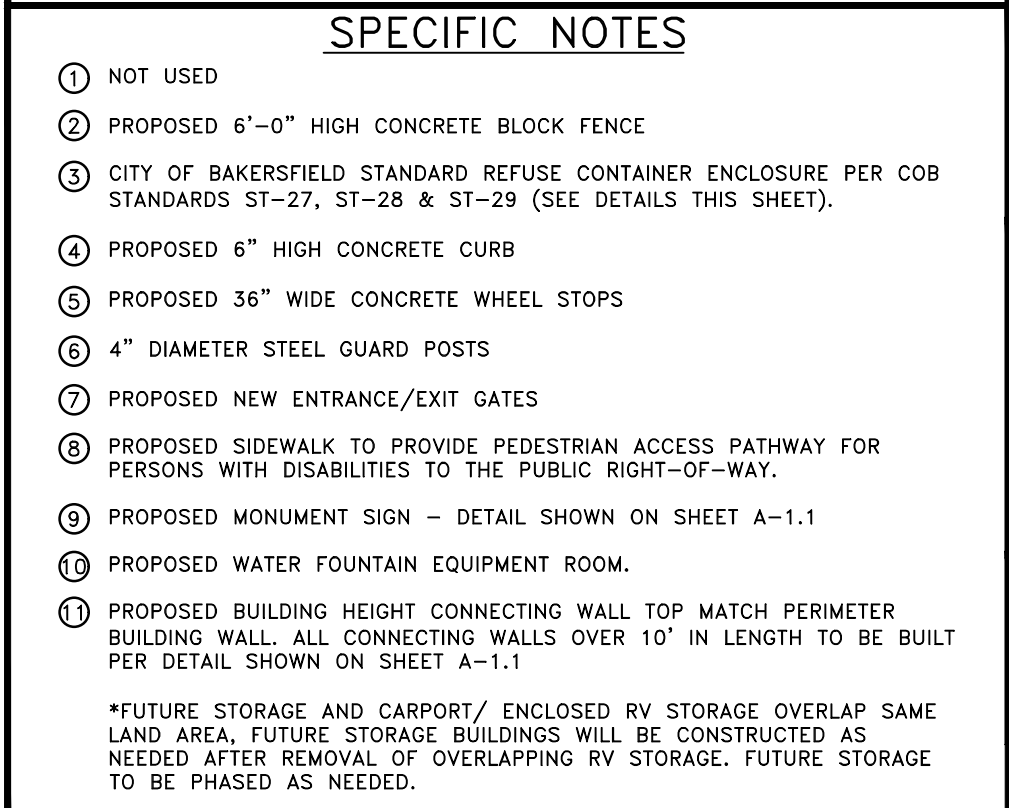 SPECIFIC NOTES
1 NOT USED
2 PROPOSED 6'-0" HIGH CONCRETE BLOCK FENCE
3 CITY OF BAKERSFIELD STANDARD REFUSE CONTAINER ENCLOSURE PER COB
STANDARDS ST-27, ST-28 & ST-29 (SEE DETAILS THIS SHEET).
4 PROPOSED 6" HIGH CONCRETE CURB
5 PROPOSED 36" WIDE CONCRETE WHEEL STOPS
6 4" DIAMETER STEEL GUARD POSTS
7 PROPOSED NEW ENTRANCE/EXIT GATES
8 PROPOSED SIDEWALK TO PROVIDE PEDESTRIAN ACCESS PATHWAY FOR
PERSONS WITH DISABILITIES TO THE PUBLIC RIGHT-OF-WAY.
9 PROPOSED MONUMENT SIGN - DETAIL SHOWN ON SHEET A-1.1
10 PROPOSED WATER FOUNTAIN EQUIPMENT ROOM.
11 PROPOSED BUILDING HEIGHT CONNECTING WALL TOP MATCH PERIMETER
BUILDING WALL. ALL CONNECTING WALLS OVER 10' IN LENGTH TO BE BUILT
PER DETAIL SHOWN ON SHEET A-1.1
*FUTURE STORAGE AND CARPORT/ ENCLOSED RV STORAGE OVERLAP SAME
LAND AREA, FUTURE STORAGE BUILDINGS WILL BE CONSTRUCTED AS
NEEDED AFTER REMOVAL OF OVERLAPPING RV STORAGE. FUTURE STORAGE
TO BE PHASED AS NEEDED.